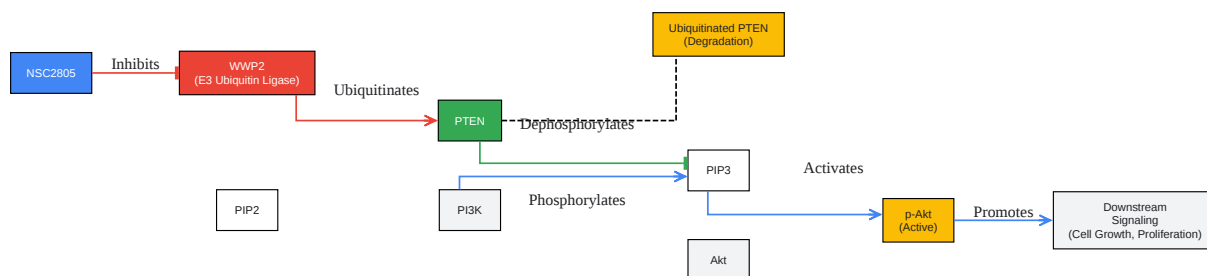 Ubiquitinated PTEN
(Degradation)
NSC2805
Inhibits
WWP2
(E3 Ubiquitin Ligase)
Ubiquitinates
PTEN
Dephosphorylates
PIP3
Activates
PIP2
PI3K
Phosphorylates
p-Akt
(Active)
Promotes
Downstream
Signaling
(Cell Growth, Proliferation)
Akt